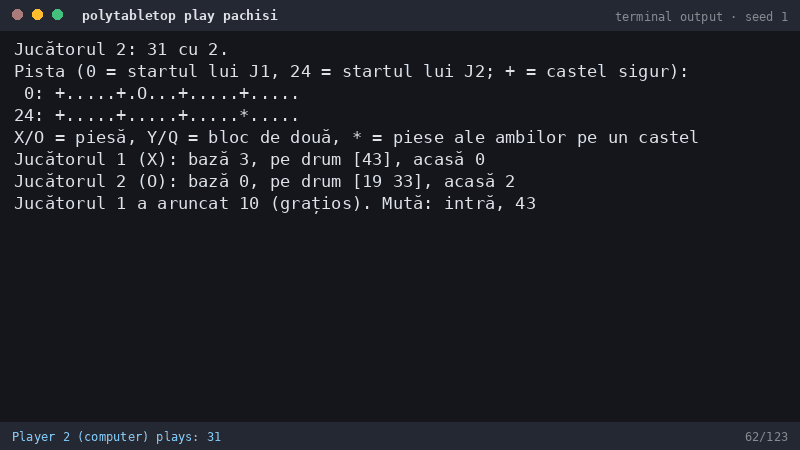 polytabletop play pachisi
terminal output · seed 1
Jucătorul 2: 31 cu 2.
Pista (0 = startul lui J1, 24 = startul lui J2; + = castel sigur):
0: +.....+.O...+.....+.....
24: +.....+.....+.....*.....
X/O = piesă, Y/Q = bloc de două, * = piese ale ambilor pe un castel
Jucătorul 1 (X): bază 3, pe drum [43], acasă 0
Jucătorul 2 (O): bază 0, pe drum [19 33], acasă 2
Jucătorul 1 a aruncat 10 (grațios). Mută: intră, 43
Player 2 (computer) plays: 31
62/123